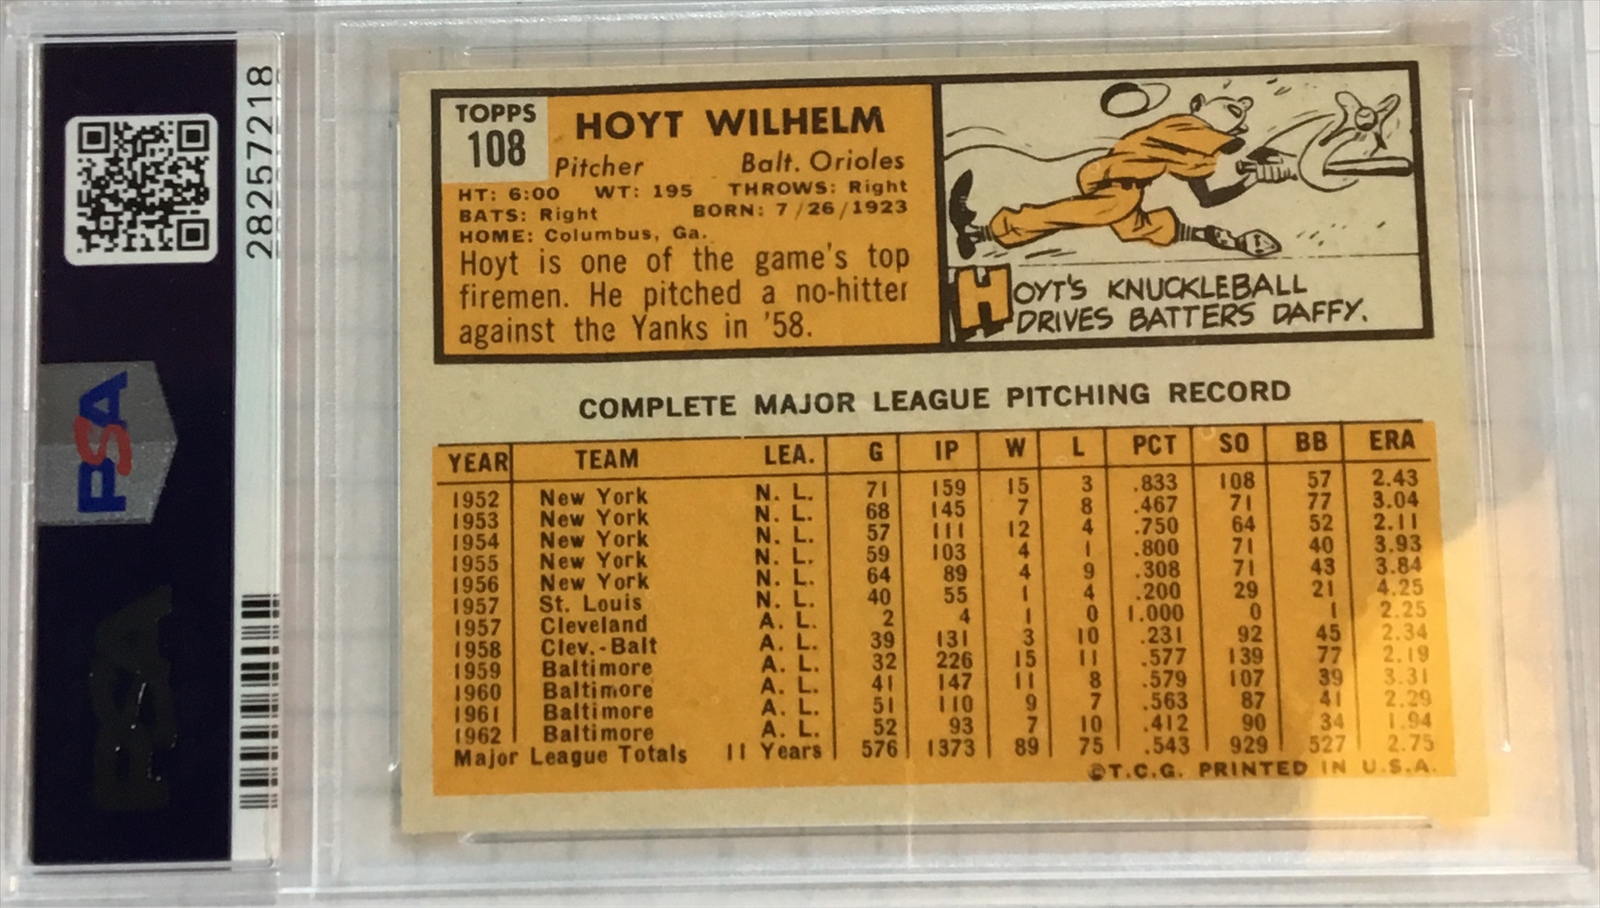 28257218
PSA
PSA
TOPPS
108
HOYT WILHELM
Pitcher Balt. Orioles
HT: 6:00 WT: 195 THROWS: Right
BATS: Right BORN: 7/26/1923
HOME: Columbus, Ga.
Hoyt is one of the game's top
firemen. He pitched a no-hitter
against the Yanks in '58.
HOYT'S KNUCKLEBALL
DRIVES BATTERS DAFFY.
COMPLETE MAJOR LEAGUE PITCHING RECORD
YEAR TEAM LEA. G IP W L PCT SO BB ERA
1952 New York N. L. 71 159 15 3 .833 108 57 2.43
1953 New York N. L. 68 145 7 8 .467 71 77 3.04
1954 New York N. L. 57 111 12 4 .750 64 52 2.11
1955 New York N. L. 59 103 4 1 .800 71 40 3.93
1956 New York N. L. 64 89 4 9 .308 71 43 3.84
1957 St. Louis N. L. 40 55 1 4 .200 29 21 4.25
1957 Cleveland A. L. 2 4 1 0 1.000 0 1 2.25
1958 Clev.-Balt A. L. 39 131 3 10 .231 92 45 2.34
1959 Baltimore A. L. 32 226 15 11 .577 139 77 2.19
1960 Baltimore A. L. 41 147 11 8 .579 107 39 3.31
1961 Baltimore A. L. 51 110 9 7 .563 87 41 2.29
1962 Baltimore A. L. 52 93 7 10 .412 90 34 1.94
Major League Totals 11 Years 576 1373 89 75 .543 929 527 2.75
©T.C.G. PRINTED IN U.S.A.